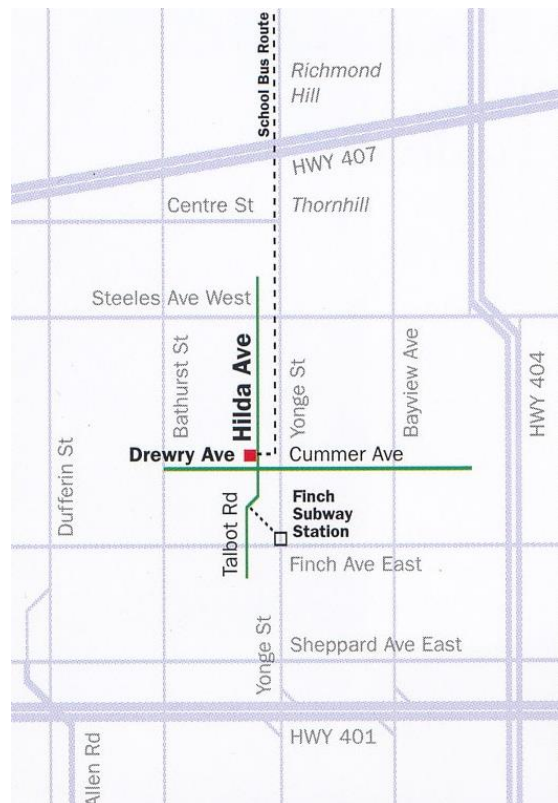 School Bus Route
Richmond
Hill
HWY 407
Centre St
Thornhill
Steeles Ave West
Bathurst St
Hilda Ave
Yonge St
Bayview Ave
HWY 404
Drewry Ave
Cummer Ave
Dufferin St
Talbot Rd
Finch
Subway
Station
Finch Ave East
Yonge St
Sheppard Ave East
HWY 401
Allen Rd